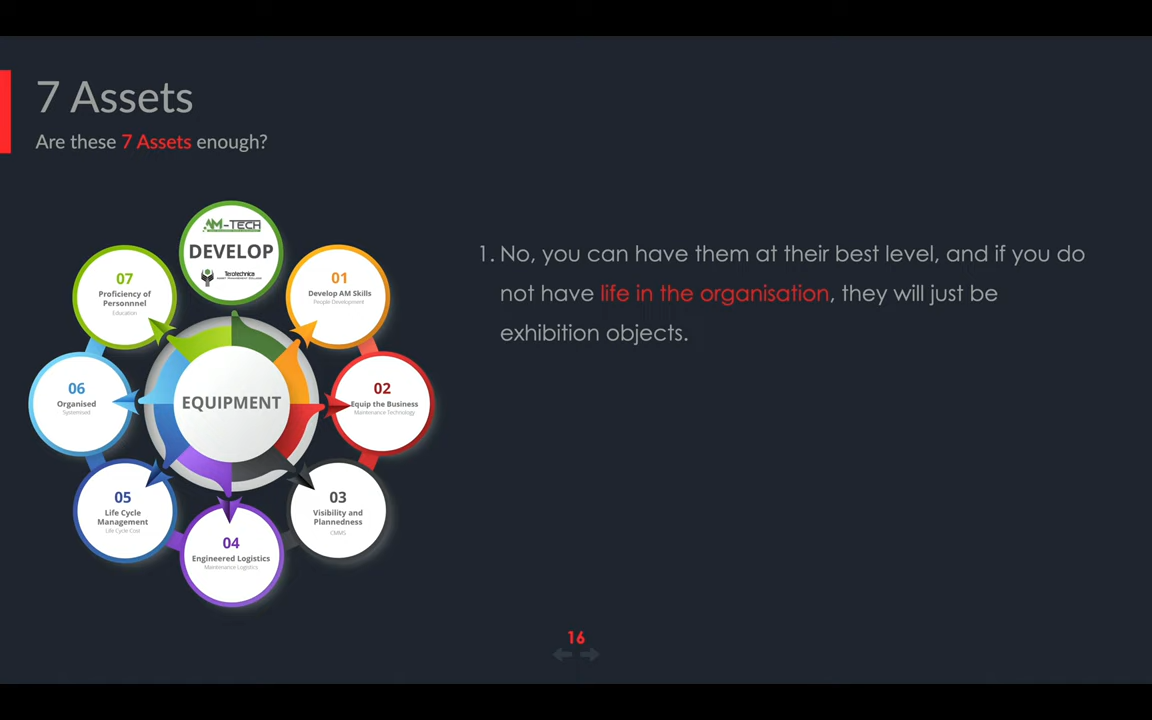 7 Assets
Are these 7 Assets enough?
AM-TECH
DEVELOP
Terotechnica
07
Proficiency of
Personnnel
Education
01
Develop AM Skills
People Development
06
Organised
Systemised
EQUIPMENT
02
Equip the Business
Maintenance Technology
05
Life Cycle
Management
Life Cycle Cost
03
Visibility and
Plannedness
CMMS
04
Engineered Logistics
Maintenance Logistics
1. No, you can have them at their best level, and if you do
not have life in the organisation, they will just be
exhibition objects.
16